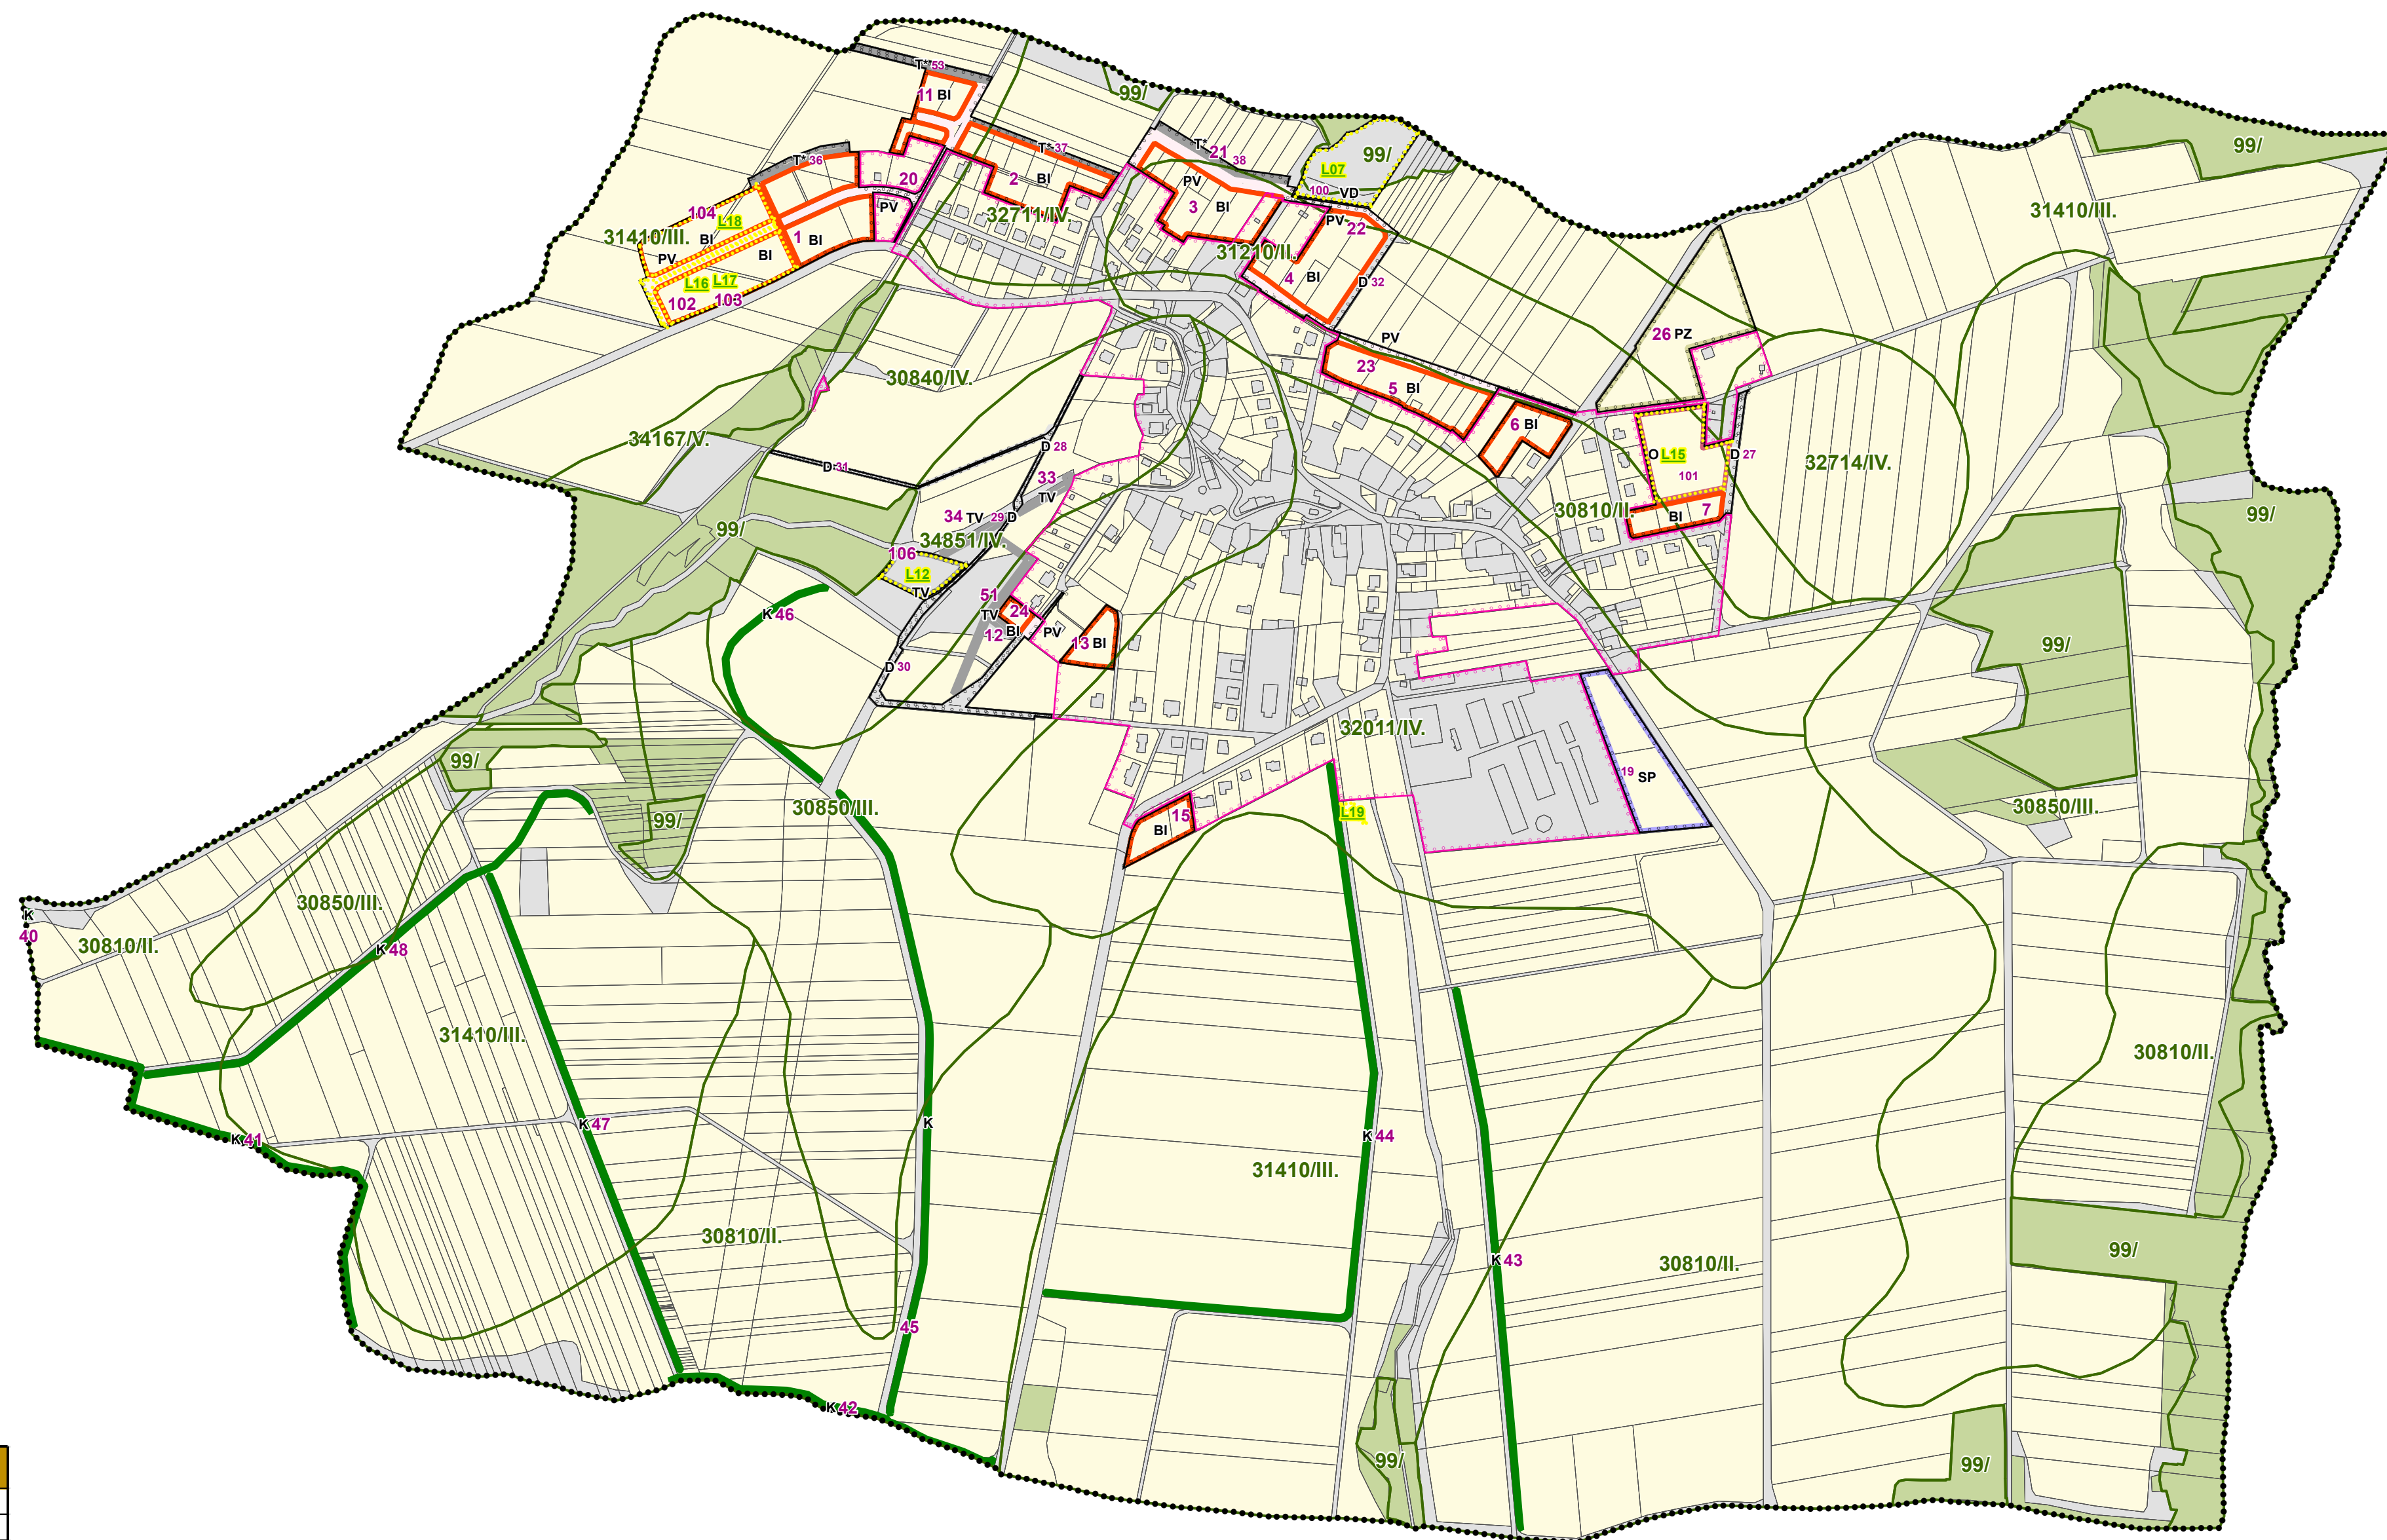 T* 53
11 BI
99/
T* 36
T* 37
T*
21
38
99/
L07
100
VD
99/
20
2
BI
PV
32711/IV.
PV
3
BI
PV
22
31410/III.
104
L18
31410/III.
BI
PV
BI
1
BI
L16
L17
102
103
31210/II.
4
BI
D 32
PV
26 PZ
30840/IV.
23
5
BI
6 BI
34167/V.
D 28
D 31
33
TV
34 TV
29 D
34851/IV.
O
L15
D 27
101
32714/IV.
30810/II.
BI
7
99/
99/
106
L12
TV
K 46
51
TV
24
12
BI
PV
13 BI
D 30
99/
32011/IV.
19
SP
99/
99/
30850/III.
L19
15
BI
30850/III.
30850/III.
K
40
30810/II.
K 48
31410/III.
30810/II.
K 47
K
K 41
K 44
31410/III.
30810/II.
K 43
30810/II.
99/
45
K 42
99/
99/